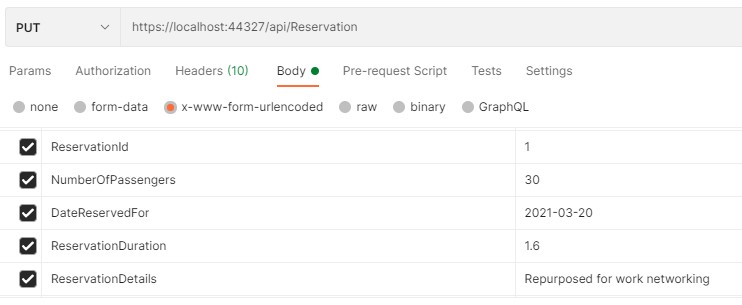 PUT https://localhost:44327/api/Reservation
Params Authorization Headers (10) Body Pre-request Script Tests Settings
none form-data x-www-form-urlencoded raw binary GraphQL
ReservationId 1
NumberOfPassengers 30
DateReservedFor 2021-03-20
ReservationDuration 1.6
ReservationDetails Repurposed for work networking